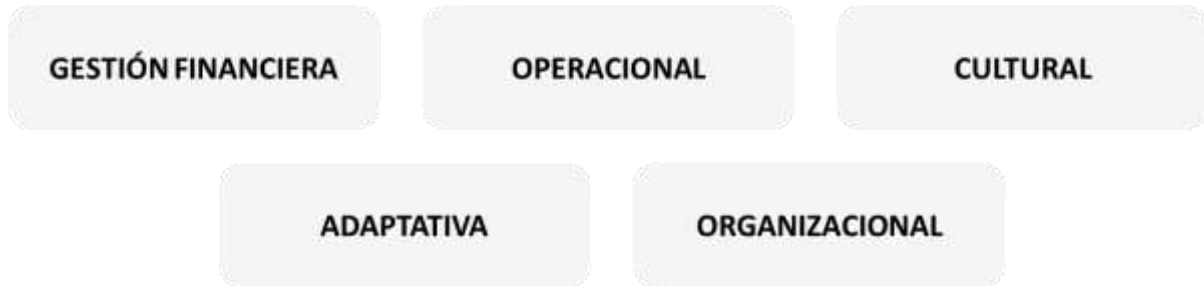 GESTIÓN FINANCIERA
OPERACIONAL
CULTURAL
ADAPTATIVA
ORGANIZACIONAL